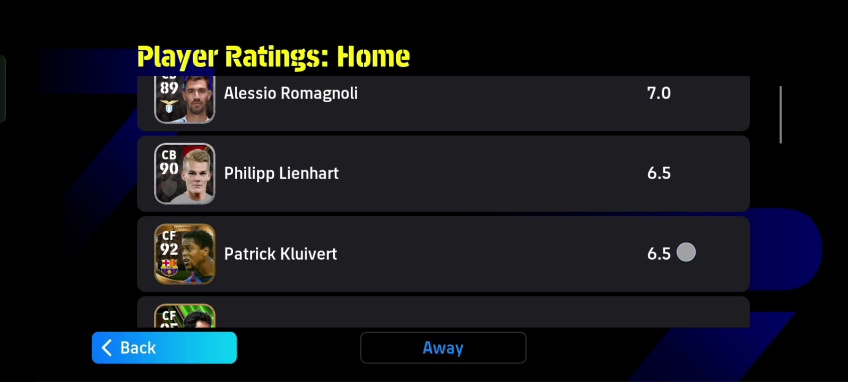 Player Ratings: Home
CB
89
Alessio Romagnoli
7.0
CB
90
Philipp Lienhart
6.5
CF
92
Patrick Kluivert
6.5
CF
Back
Away